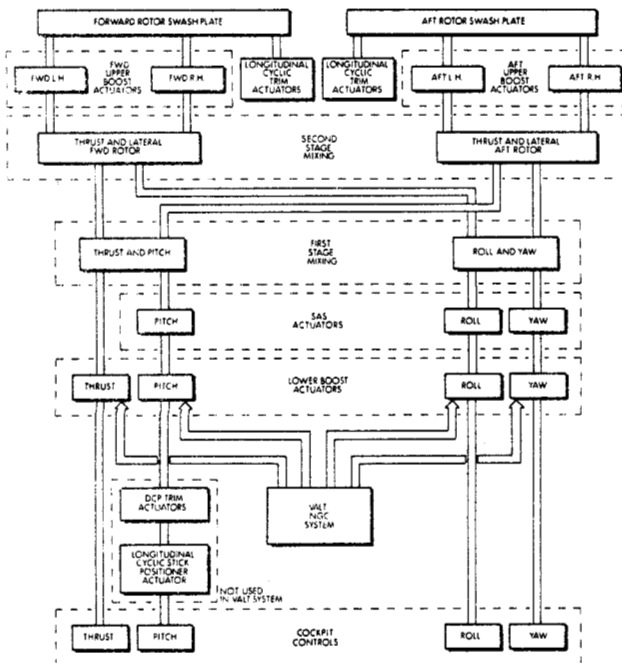 FORWARD ROTOR SWASH PLATE
AFT ROTOR SWASH PLATE
FWD L.H.
FWD
UPPER
BOOST
ACTUATORS
FWD R.H.
LONGITUDINAL
CYCLIC
TRIM
ACTUATORS
LONGITUDINAL
CYCLIC
TRIM
ACTUATORS
AFT L.H.
AFT
UPPER
BOOST
ACTUATORS
AFT R.H.
THRUST AND LATERAL
FWD ROTOR
SECOND
STAGE
MIXING
THRUST AND LATERAL
AFT ROTOR
THRUST AND PITCH
FIRST
STAGE
MIXING
ROLL AND YAW
PITCH
SAS
ACTUATORS
ROLL
YAW
THRUST
PITCH
LOWER BOOST
ACTUATORS
ROLL
YAW
DCP TRIM
ACTUATORS
VALT
NGC
SYSTEM
LONGITUDINAL
CYCLIC STICK
POSITIONER
ACTUATOR
NOT USED
IN VALT SYSTEM
THRUST
PITCH
COCKPIT
CONTROLS
ROLL
YAW